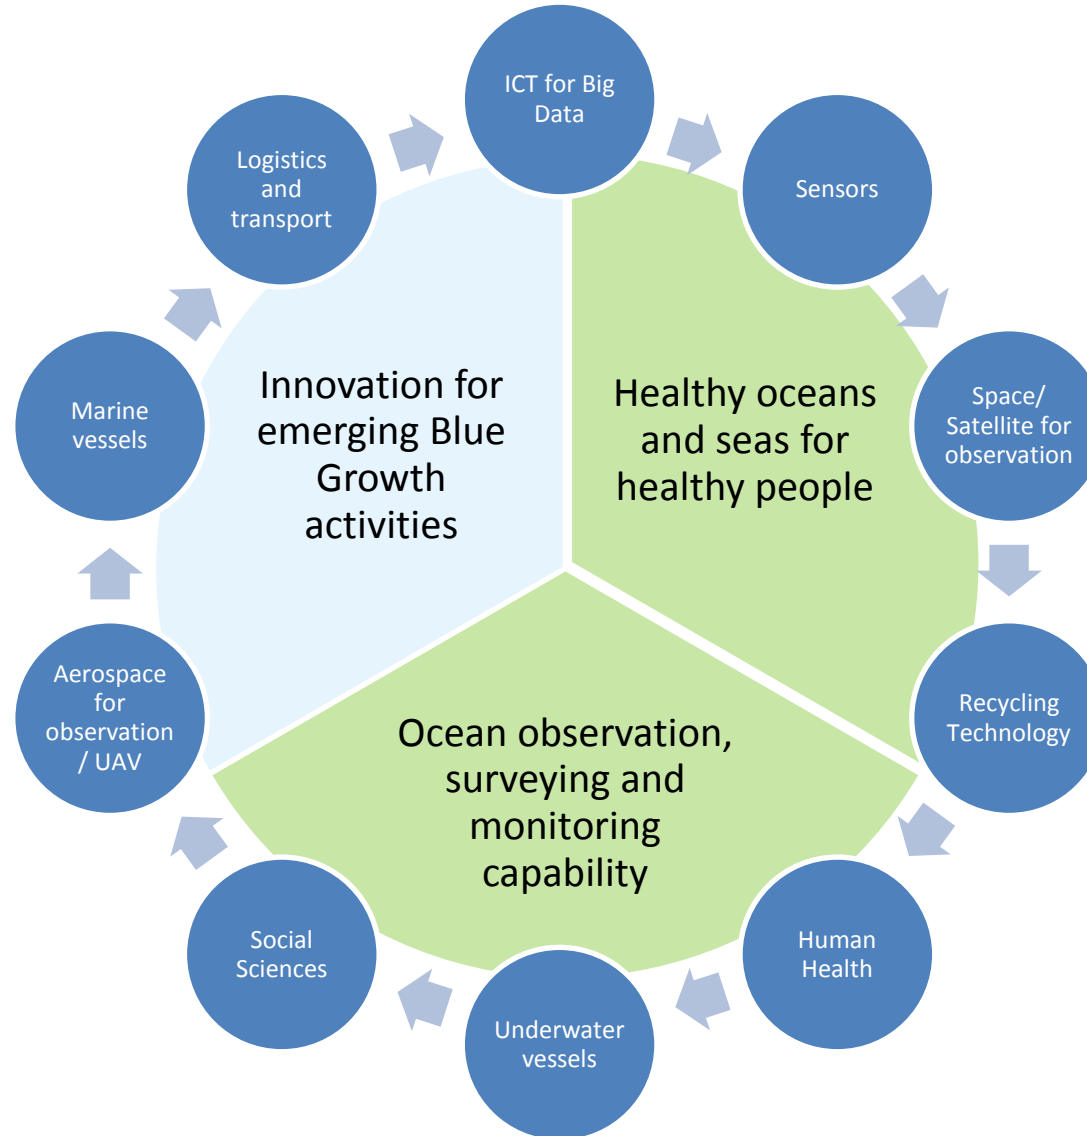 ICT for Big
Data
Sensors
Space/
Satellite for
observation
Recycling
Technology
Human
Health
Underwater
vessels
Social
Sciences
Aerospace
for
observation
/ UAV
Marine
vessels
Logistics
and
transport
Innovation for
emerging Blue
Growth
activities
Healthy oceans
and seas for
healthy people
Ocean observation,
surveying and
monitoring
capability